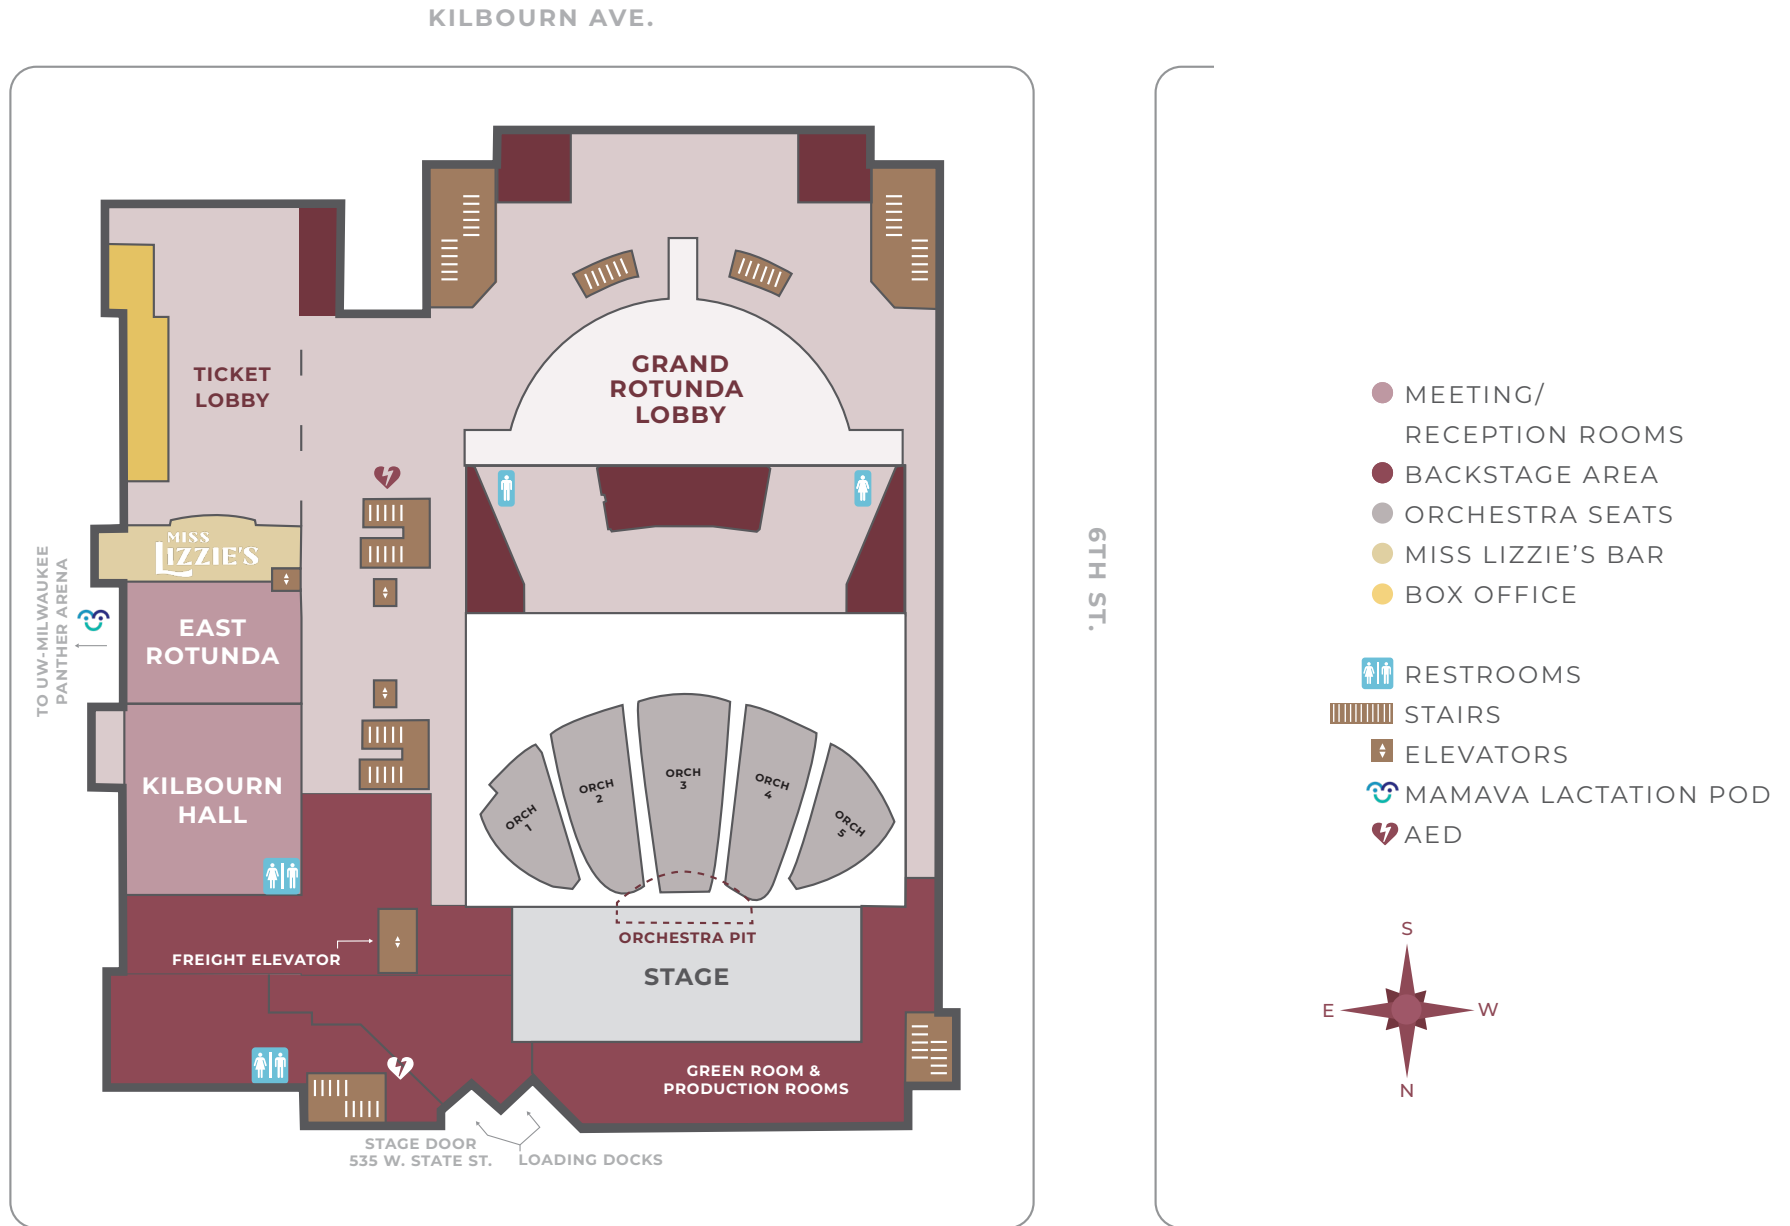 KILBOURN AVE.
TICKET
LOBBY
GRAND
ROTUNDA
LOBBY
MISS
LIZZIE'S
EAST
ROTUNDA
TO UW-MILWAUKEE
PANTHER ARENA
KILBOURN
HALL
ORCH
1
ORCH
2
ORCH
3
ORCH
4
ORCH
5
ORCHESTRA PIT
STAGE
FREIGHT ELEVATOR
GREEN ROOM &
PRODUCTION ROOMS
STAGE DOOR
535 W. STATE ST.
LOADING DOCKS
6TH ST.
MEETING/
RECEPTION ROOMS
BACKSTAGE AREA
ORCHESTRA SEATS
MISS LIZZIE'S BAR
BOX OFFICE
RESTROOMS
STAIRS
ELEVATORS
MAMAVA LACTATION POD
AED
S
E
W
N